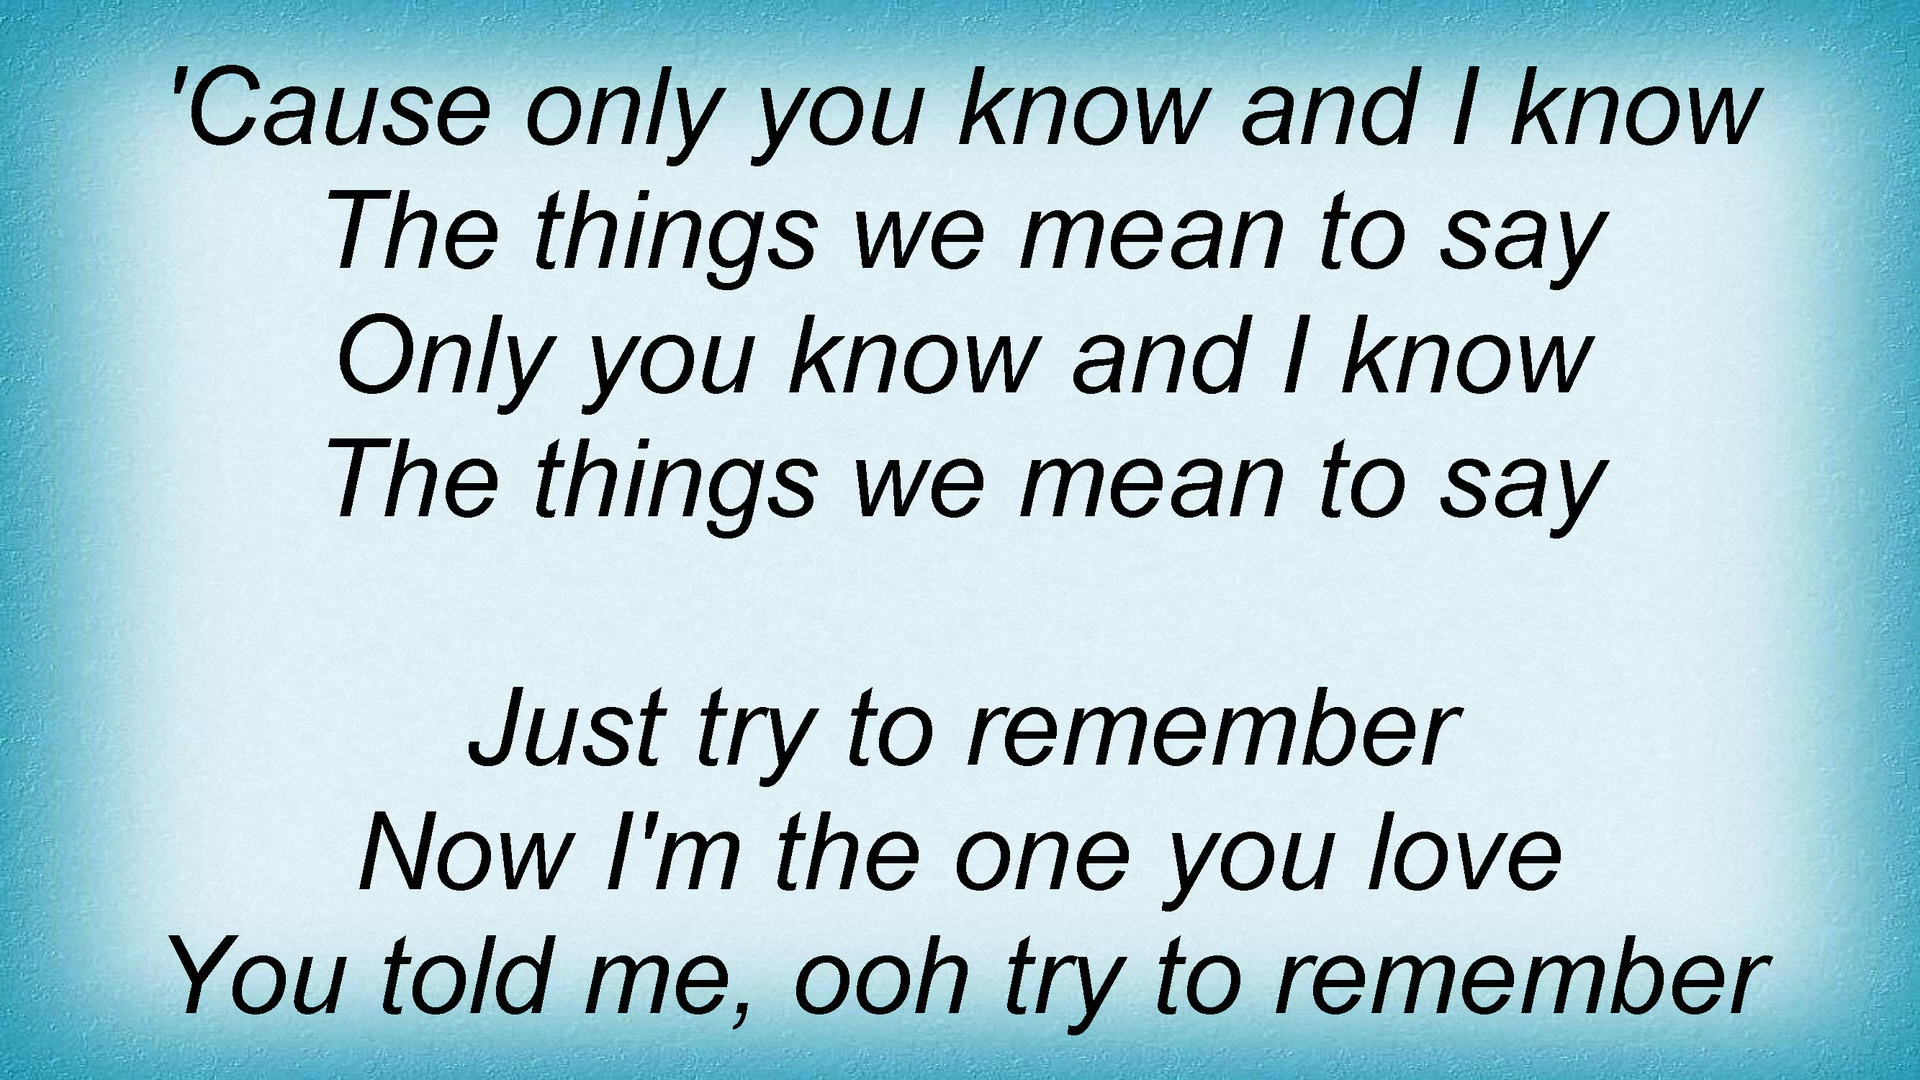 'Cause only you know and I know
The things we mean to say
Only you know and I know
The things we mean to say
Just try to remember
Now I'm the one you love
You told me, ooh try to remember